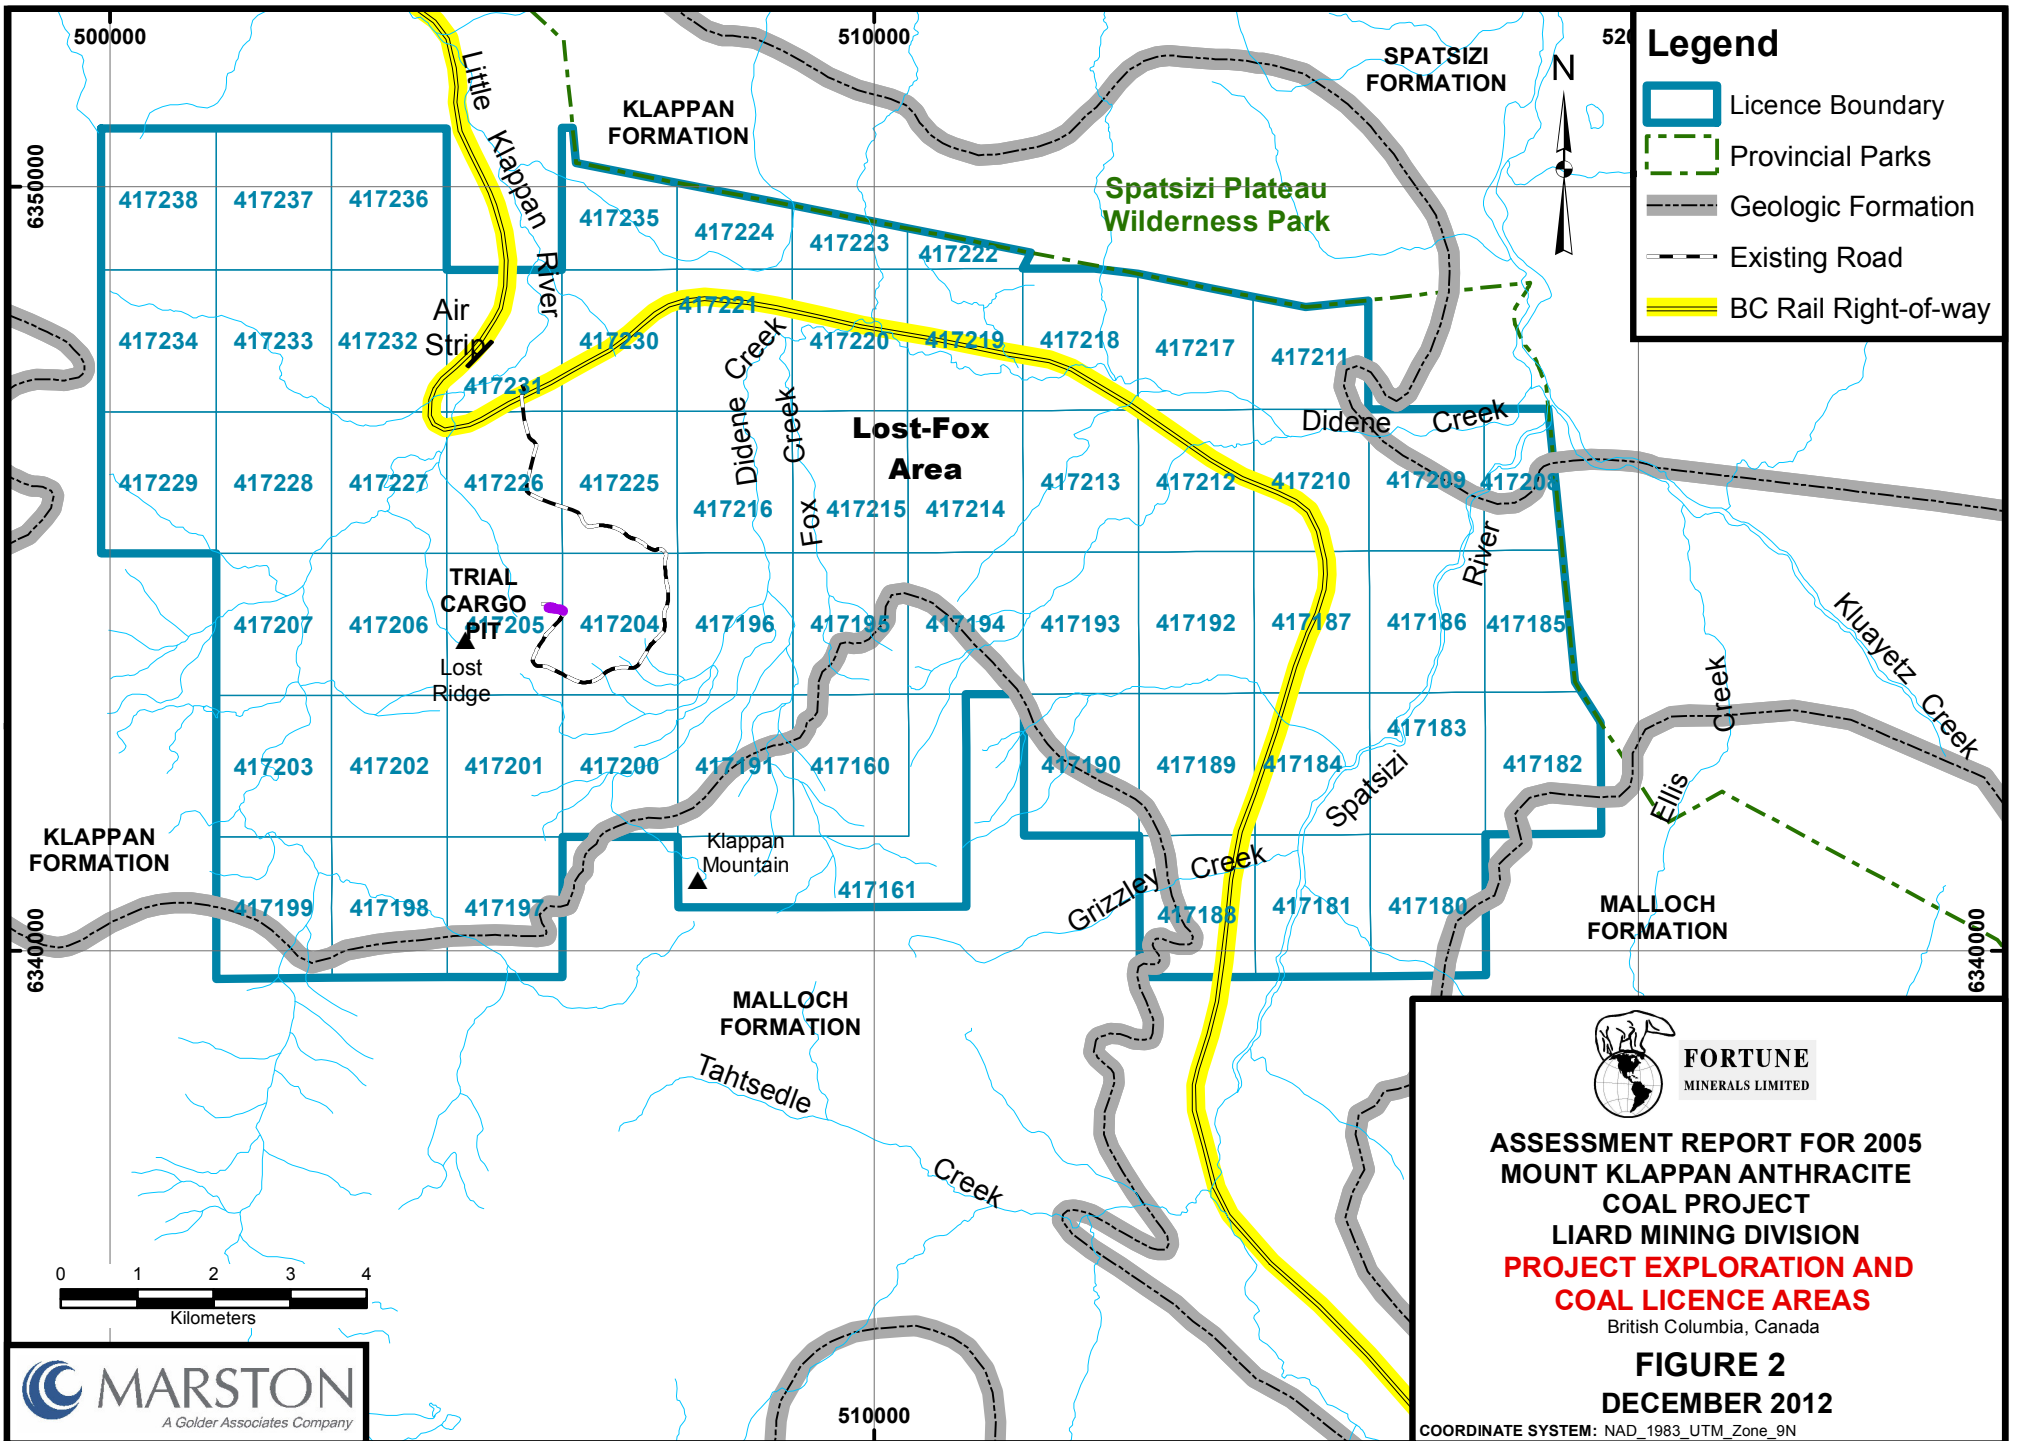 500000
510000
520
Legend
Licence Boundary
Provincial Parks
Geologic Formation
Existing Road
BC Rail Right-of-way
N
SPATSIZI
FORMATION
KLAPPAN
FORMATION
Little Klappan River
6350000
Spatsizi Plateau
Wilderness Park
417238
417237
417236
417235
417224
417223
417222
Air
Strip
417234
417233
417232
417231
417230
417221
417220
417219
417218
417217
417211
Didene Creek
Fox Creek
Lost-Fox
Area
Didene Creek
417229
417228
417227
417226
417225
417216
417215
417214
417213
417212
417210
417209
417208
TRIAL
CARGO
PIT
Lost
Ridge
417207
417206
417205
417204
417196
417195
417194
417193
417192
417187
417186
417185
Spatsizi River
Kluayetz Creek
Ellis Creek
417203
417202
417201
417200
417191
417160
417190
417189
417184
417183
417182
KLAPPAN
FORMATION
Klappan
Mountain
417161
Grizzley Creek
417199
417198
417197
417188
417181
417180
MALLOCH
FORMATION
6340000
6340000
MALLOCH
FORMATION
Tahtsedle Creek
0 1 2 3 4
Kilometers
MARSTON
A Golder Associates Company
510000
FORTUNE
MINERALS LIMITED
ASSESSMENT REPORT FOR 2005
MOUNT KLAPPAN ANTHRACITE
COAL PROJECT
LIARD MINING DIVISION
PROJECT EXPLORATION AND
COAL LICENCE AREAS
British Columbia, Canada
FIGURE 2
DECEMBER 2012
COORDINATE SYSTEM: NAD_1983_UTM_Zone_9N